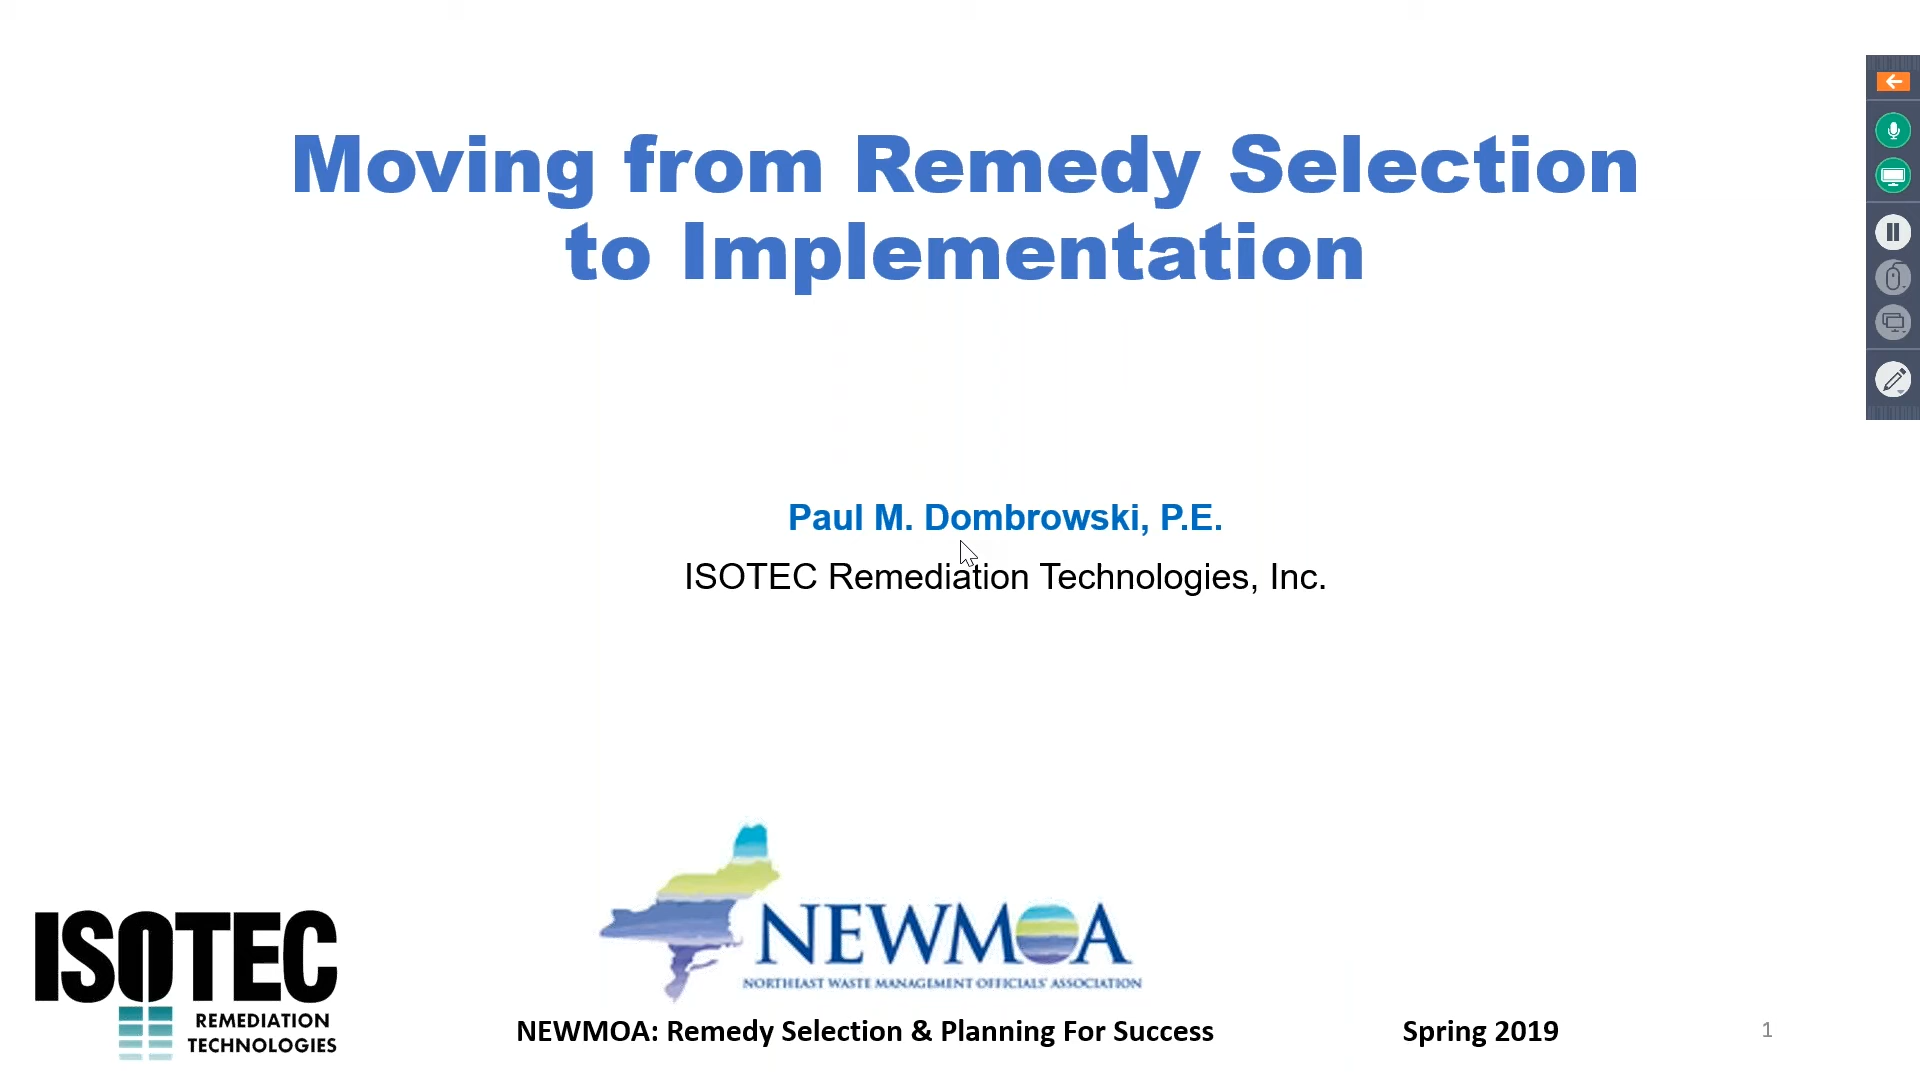 Moving from Remedy Selection
to Implementation
Paul M. Dombrowski, P.E.
ISOTEC Remediation Technologies, Inc.
NEWMOA
NORTHEAST WASTE MANAGEMENT OFFICIALS' ASSOCIATION
ISOTEC
REMEDIATION
TECHNOLOGIES
NEWMOA: Remedy Selection & Planning For Success
Spring 2019
1